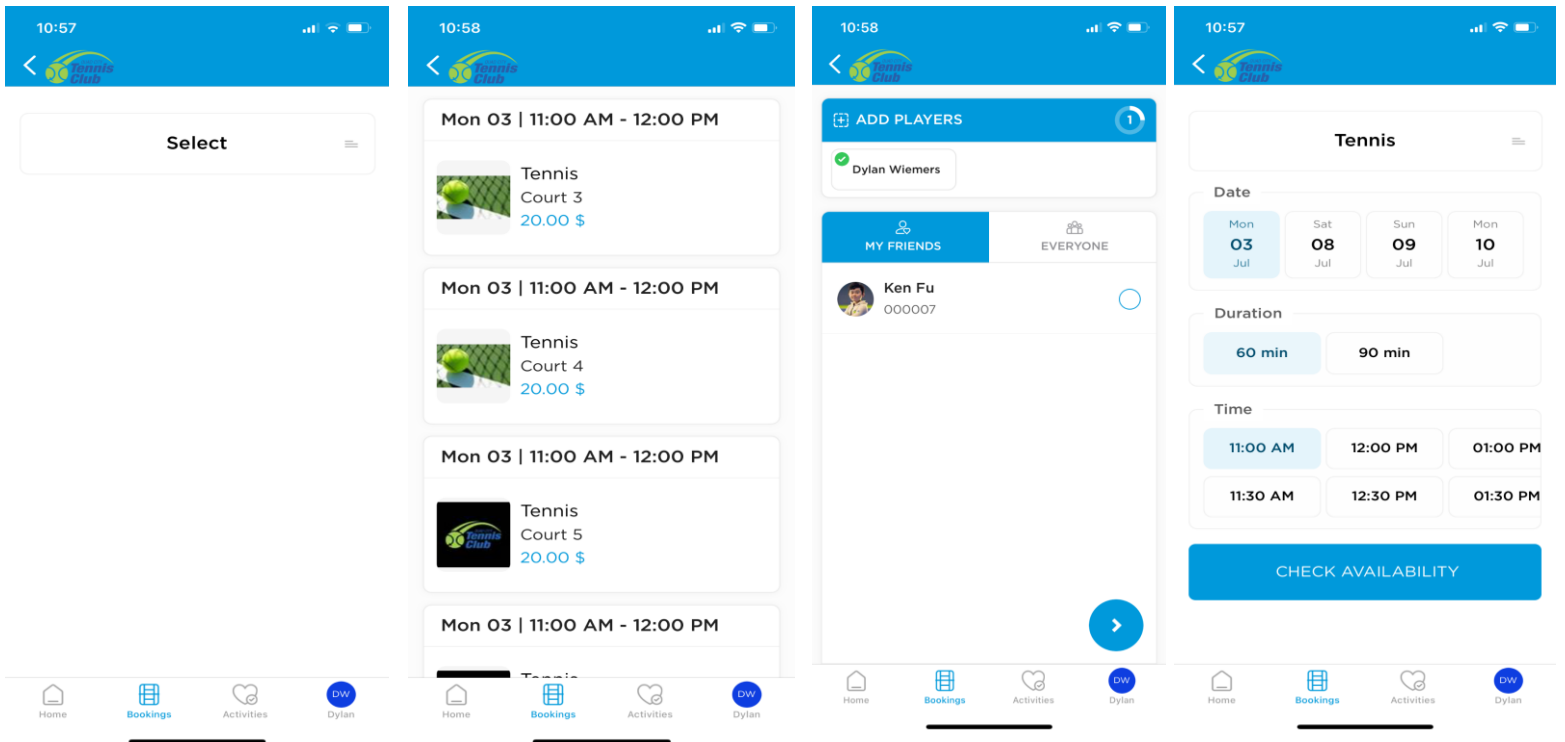 10:57
Tennis
Club
Select
Home
Bookings
Activities
DW
Dylan
10:58
Tennis
Club
Mon 03 | 11:00 AM - 12:00 PM
Tennis
Court 3
20.00 $
Mon 03 | 11:00 AM - 12:00 PM
Tennis
Court 4
20.00 $
Mon 03 | 11:00 AM - 12:00 PM
Tennis
Club
Tennis
Court 5
20.00 $
Mon 03 | 11:00 AM - 12:00 PM
Tennis
Home
Bookings
Activities
DW
Dylan
10:58
Tennis
Club
ADD PLAYERS
1
Dylan Wiemers
MY FRIENDS
EVERYONE
Ken Fu
000007
Home
Bookings
Activities
DW
Dylan
10:57
Tennis
Club
Tennis
Date
Mon Sat Sun Mon
03 08 09 10
Jul Jul Jul Jul
Duration
60 min 90 min
Time
11:00 AM 12:00 PM 01:00 PM
11:30 AM 12:30 PM 01:30 PM
CHECK AVAILABILITY
Home
Bookings
Activities
DW
Dylan